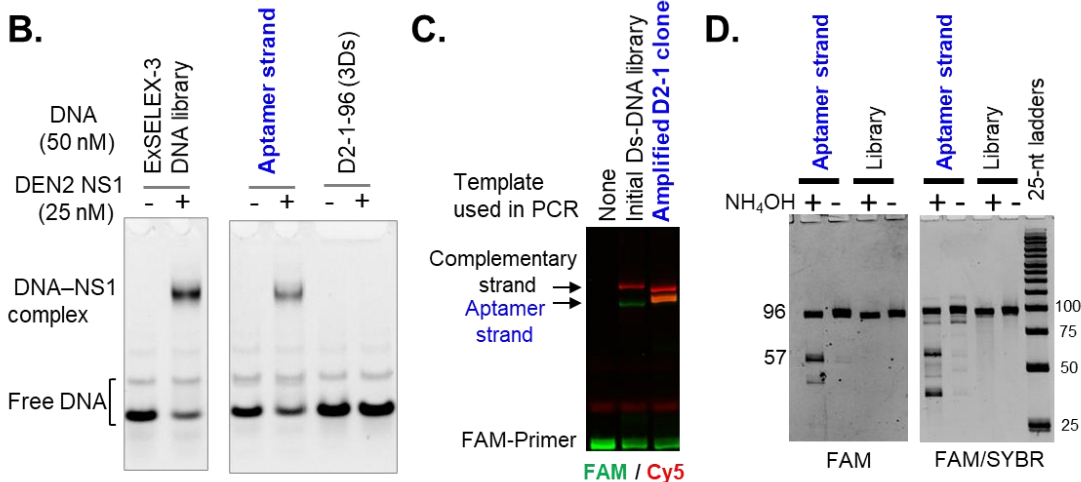 B.
DNA
(50 nM)
ExSELEX-3
DNA library
Aptamer strand
D2-1-96 (3Ds)
DEN2 NS1
(25 nM)
- + - + - +
DNA–NS1
complex
Free DNA
C.
Template
used in PCR
None
Initial Ds-DNA library
Amplified D2-1 clone
Complementary
strand
Aptamer
strand
FAM-Primer
FAM / Cy5
D.
Aptamer strand
Library
Aptamer strand
Library
25-nt ladders
NH₄OH + - + - + - + -
96
57
100
75
50
25
FAM
FAM/SYBR